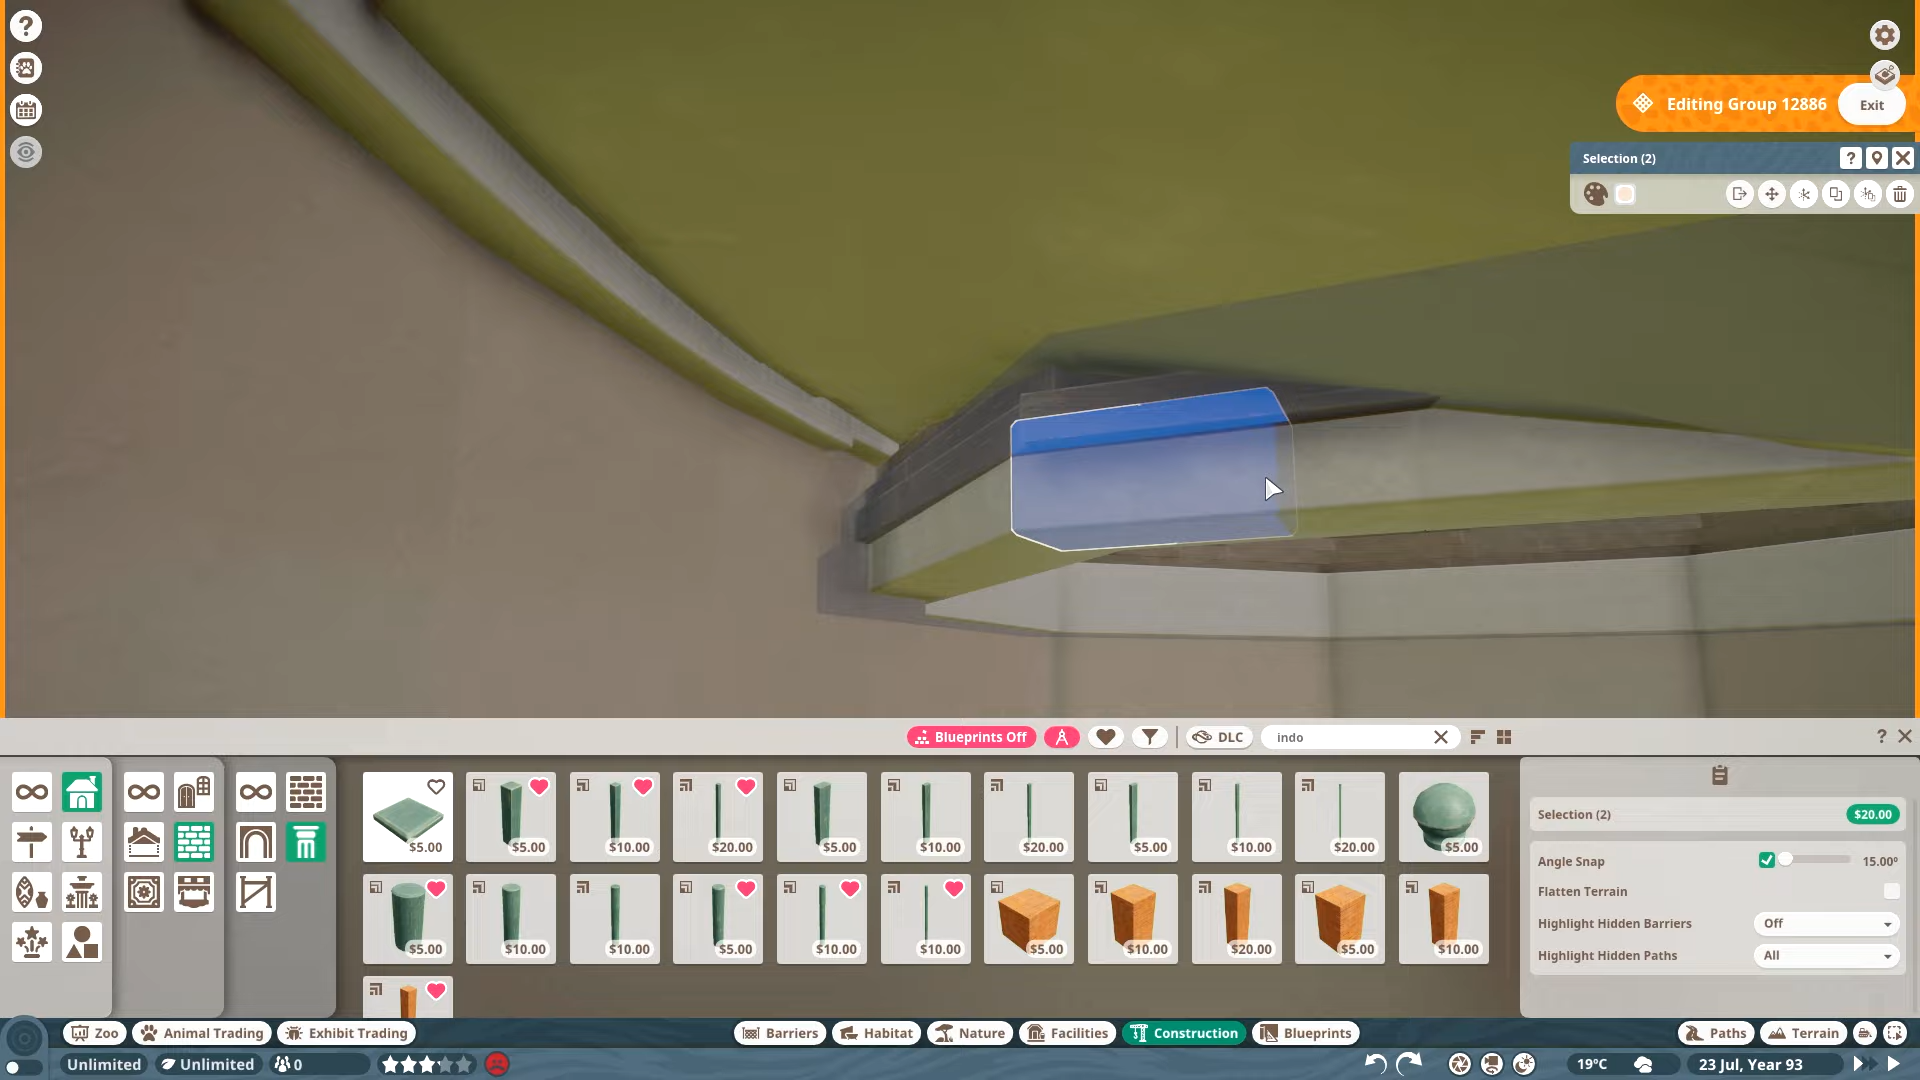 Editing Group 12886
Exit
Selection (2)
?
Blueprints Off
DLC
indo
?
$5.00
$5.00
$10.00
$20.00
$5.00
$10.00
$20.00
$5.00
$10.00
$20.00
$5.00
$5.00
$10.00
$10.00
$5.00
$10.00
$10.00
$5.00
$10.00
$20.00
$5.00
$10.00
Selection (2)
$20.00
Angle Snap
15.00°
Flatten Terrain
Highlight Hidden Barriers
Off
Highlight Hidden Paths
All
Zoo
Animal Trading
Exhibit Trading
Barriers
Habitat
Nature
Facilities
Construction
Blueprints
Paths
Terrain
Unlimited
Unlimited
0
19°C
23 Jul, Year 93